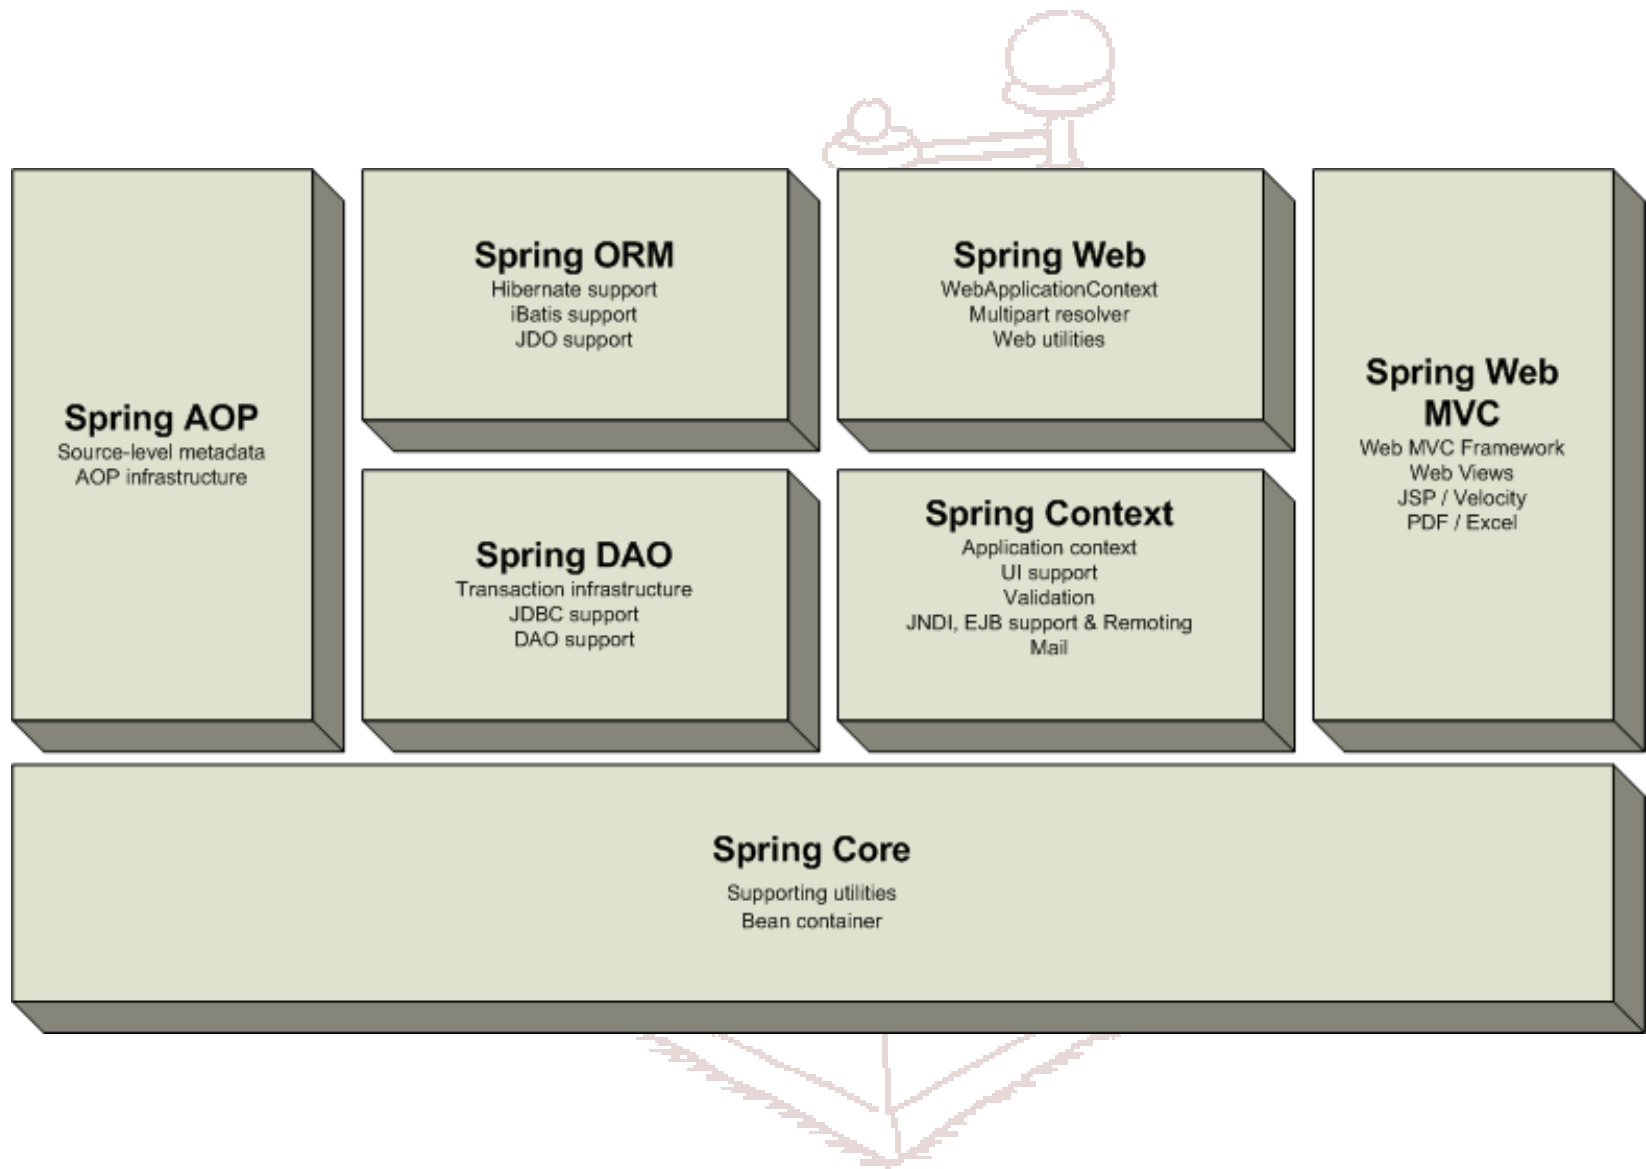 Spring AOP
Source-level metadata
AOP infrastructure
Spring ORM
Hibernate support
iBatis support
JDO support
Spring DAO
Transaction infrastructure
JDBC support
DAO support
Spring Web
WebApplicationContext
Multipart resolver
Web utilities
Spring Context
Application context
UI support
Validation
JNDI, EJB support & Remoting
Mail
Spring Web
MVC
Web MVC Framework
Web Views
JSP / Velocity
PDF / Excel
Spring Core
Supporting utilities
Bean container